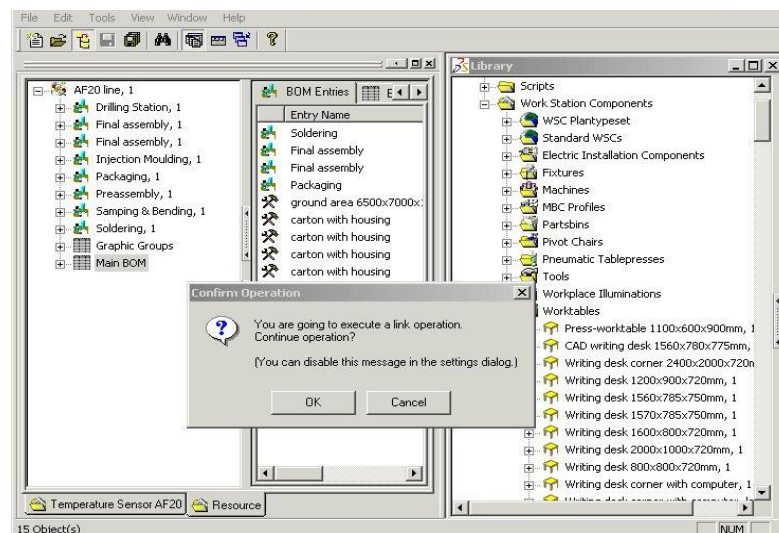 File Edit Tools View Window Help
AF20 line, 1
Drilling Station, 1
Final assembly, 1
Final assembly, 1
Injection Moulding, 1
Packaging, 1
Preassembly, 1
Samping & Bending, 1
Soldering, 1
Graphic Groups
Main BOM
BOM Entries E
Entry Name
Soldering
Final assembly
Final assembly
Packaging
ground area 6500x7000x:
carton with housing
carton with housing
carton with housing
carton with housing
Library
Scripts
Work Station Components
WSC Plantypeset
Standard WSCs
Electric Installation Components
Fixtures
Machines
MBC Profiles
Partsbins
Pivot Chairs
Pneumatic Tablepresses
Tools
Workplace Illuminations
Worktables
Press-worktable 1100x600x900mm, 1
CAD writing desk 1560x780x775mm,
Writing desk corner 2400x2000x720m
Writing desk 1200x900x720mm, 1
Writing desk 1560x785x750mm, 1
Writing desk 1570x785x750mm, 1
Writing desk 1600x800x720mm, 1
Writing desk 2000x1000x720mm, 1
Writing desk 800x800x720mm, 1
Writing desk corner with computer, 1
Confirm Operation
You are going to execute a link operation.
Continue operation?
(You can disable this message in the settings dialog.)
OK Cancel
Temperature Sensor AF20 Resource
15 Object(s) NUM